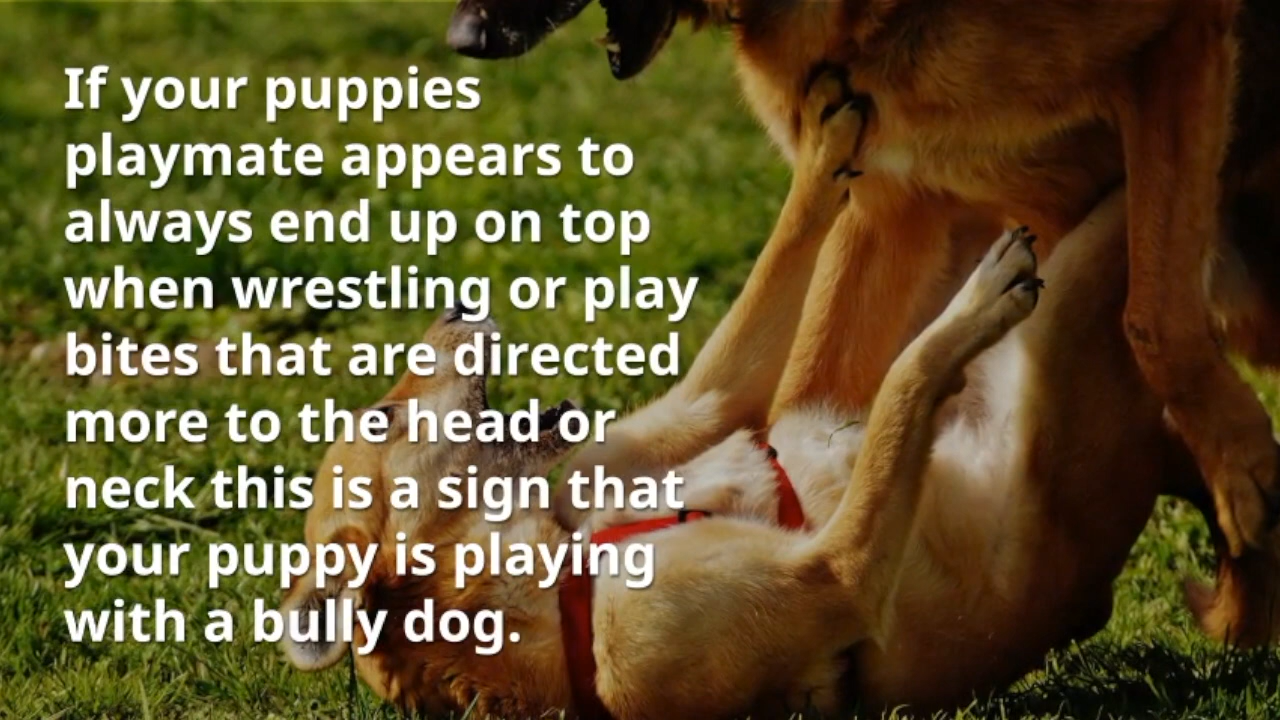 If your puppies
playmate appears to
always end up on top
when wrestling or play
bites that are directed
more to the head or
neck this is a sign that
your puppy is playing
with a bully dog.